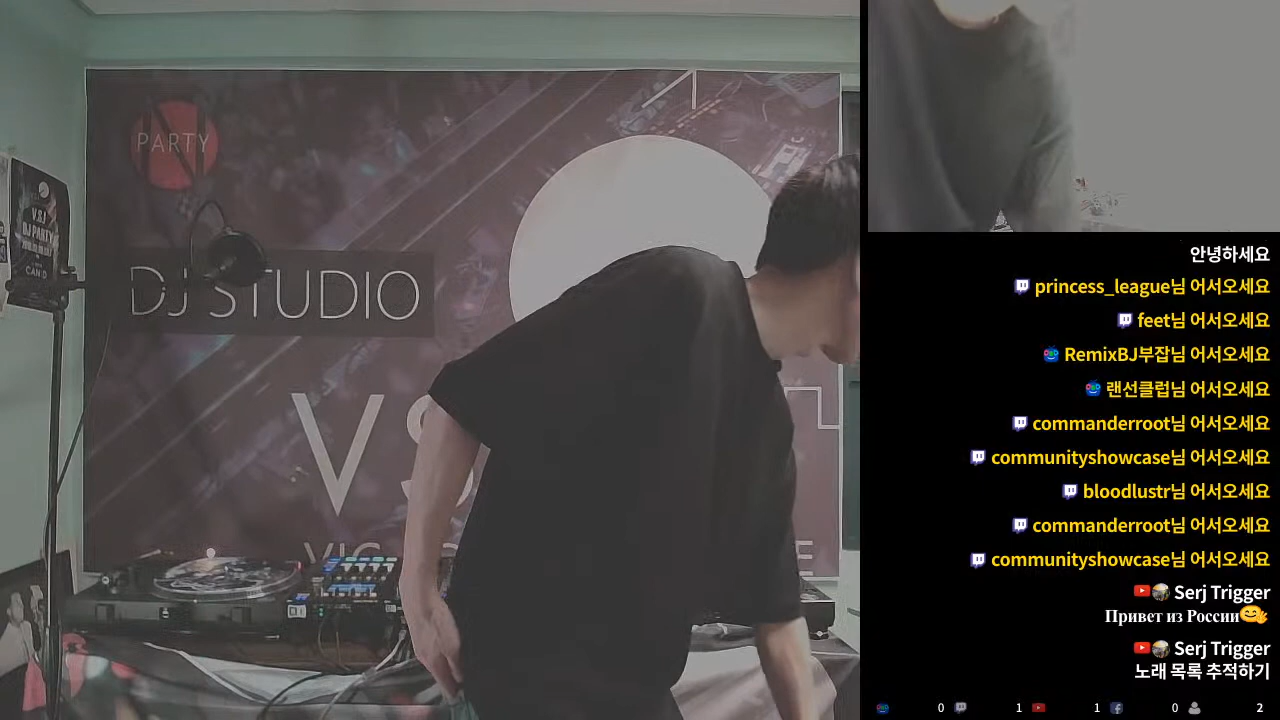 PARTY
DJ STUDIO
VS
V.S.J
DJ PARTY
안녕하세요
princess_league님 어서오세요
feet님 어서오세요
RemixBJ부잡님 어서오세요
랜선클럽님 어서오세요
commanderroot님 어서오세요
communityshowcase님 어서오세요
bloodlustr님 어서오세요
commanderroot님 어서오세요
communityshowcase님 어서오세요
Serj Trigger
Привет из России😊👋
Serj Trigger
노래 목록 추적하기
0 1 1 0 2